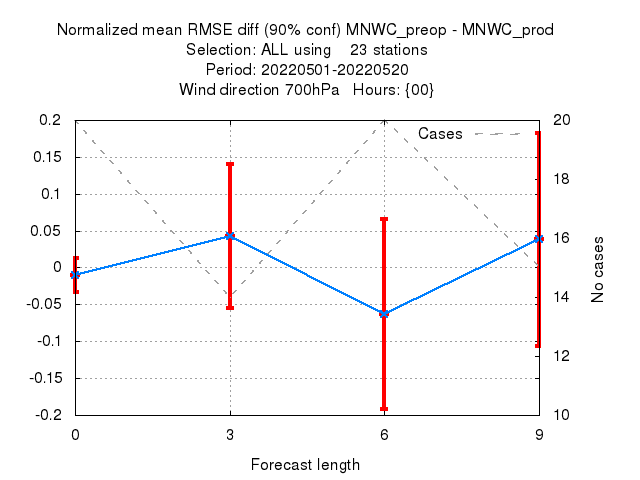 Normalized mean RMSE diff (90% conf) MNWC_preop - MNWC_prod
Selection: ALL using 23 stations
Period: 20220501-20220520
Wind direction 700hPa Hours: {00}
Cases
0.2
0.15
0.1
0.05
0
-0.05
-0.1
-0.15
-0.2
20
18
16
14
12
10
No cases
0 3 6 9
Forecast length